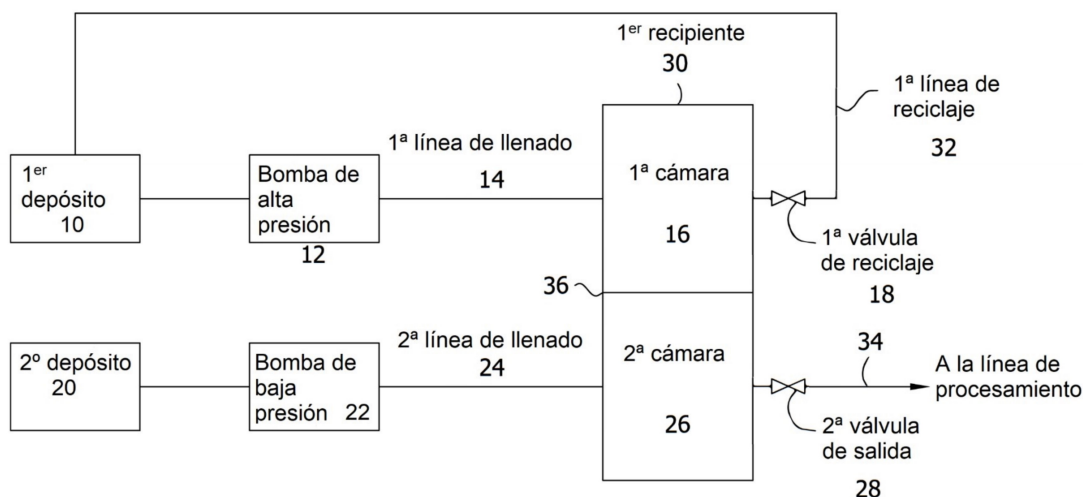 1er recipiente
30
1ª línea de
reciclaje
32
1ª línea de llenado
14
1er
depósito
10
Bomba de
alta
presión
12
1ª cámara
16
1ª válvula
de reciclaje
18
36
2ª línea de llenado
24
2º depósito
20
Bomba de
baja
presión 22
2ª cámara
26
34
A la línea de
procesamiento
2ª válvula
de salida
28